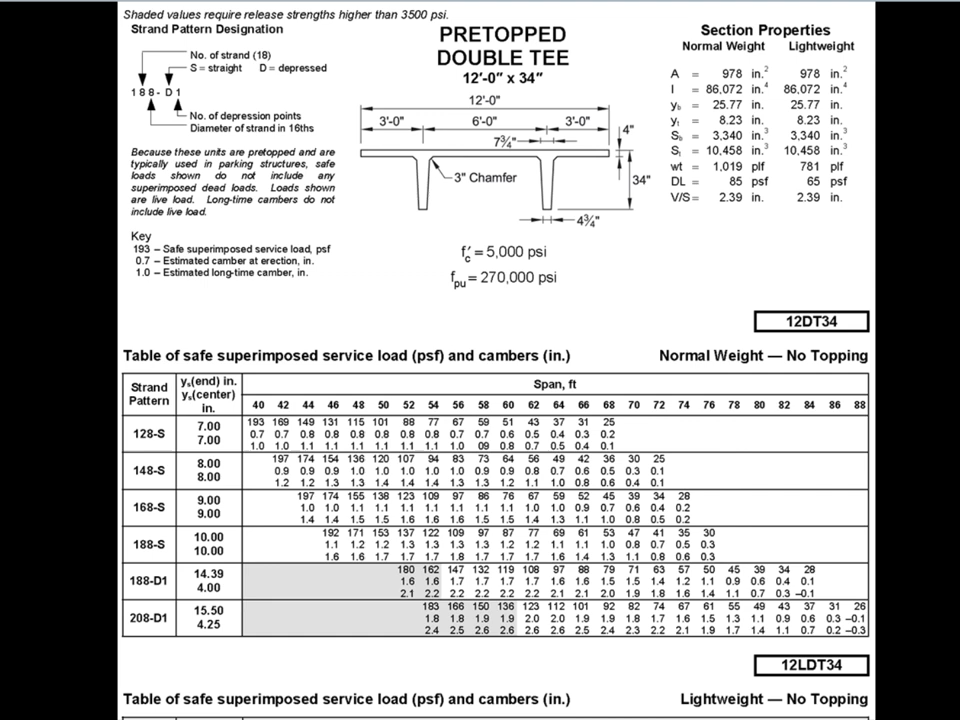 Shaded values require release strengths higher than 3500 psi.
Strand Pattern Designation
No. of strand (18)
S = straight D = depressed
188-D1
No. of depression points
Diameter of strand in 16ths
Because these units are pretopped and are
typically used in parking structures, safe
loads shown do not include any
superimposed dead loads. Loads shown
are live load. Long-time cambers do not
include live load.
Key
193 – Safe superimposed service load, psf
0.7 – Estimated camber at erection, in.
1.0 – Estimated long-time camber, in.
PRETOPPED
DOUBLE TEE
12'-0" x 34"
12'-0"
3'-0" 6'-0" 3'-0"
7¾"
4"
3" Chamfer
34"
4¾"
f'c = 5,000 psi
fpu = 270,000 psi
Section Properties
Normal Weight Lightweight
A = 978 in.² 978 in.²
I = 86,072 in.⁴ 86,072 in.⁴
yb = 25.77 in. 25.77 in.
yt = 8.23 in. 8.23 in.
Sb = 3,340 in.³ 3,340 in.³
St = 10,458 in.³ 10,458 in.³
wt = 1,019 plf 781 plf
DL = 85 psf 65 psf
V/S = 2.39 in. 2.39 in.
12DT34
Table of safe superimposed service load (psf) and cambers (in.) Normal Weight — No Topping
Strand Pattern
ys(end) in.
ys(center) in.
Span, ft
40 42 44 46 48 50 52 54 56 58 60 62 64 66 68 70 72 74 76 78 80 82 84 86 88
128-S 7.00 7.00
193 169 149 131 115 101 88 77 67 59 51 43 37 31 25
0.7 0.7 0.8 0.8 0.8 0.8 0.8 0.8 0.7 0.7 0.6 0.5 0.4 0.3 0.2
1.0 1.0 1.1 1.1 1.1 1.1 1.1 1.0 1.0 09 0.8 0.7 0.5 0.4 0.1
148-S 8.00 8.00
197 174 154 136 120 107 94 83 73 64 56 49 42 36 30 25
0.9 0.9 0.9 1.0 1.0 1.0 1.0 1.0 0.9 0.9 0.8 0.7 0.6 0.5 0.3 0.1
1.2 1.2 1.3 1.3 1.4 1.4 1.4 1.3 1.3 1.2 1.1 1.0 0.8 0.6 0.4 0.1
168-S 9.00 9.00
197 174 155 138 123 109 97 86 76 67 59 52 45 39 34 28
1.0 1.0 1.1 1.1 1.1 1.1 1.1 1.1 1.0 1.0 0.9 0.7 0.6 0.4 0.2
1.4 1.4 1.5 1.5 1.6 1.6 1.6 1.5 1.5 1.4 1.3 1.1 1.0 0.8 0.5 0.2
188-S 10.00 10.00
192 171 153 137 122 109 97 87 77 69 61 53 47 41 35 30
1.1 1.2 1.2 1.3 1.3 1.3 1.3 1.2 1.2 1.1 1.1 1.0 0.8 0.7 0.5 0.3
1.6 1.6 1.7 1.7 1.7 1.8 1.7 1.7 1.7 1.6 1.4 1.3 1.1 0.8 0.6 0.3
188-D1 14.39 4.00
180 162 147 132 119 108 97 88 79 71 63 57 50 45 39 34 28
1.6 1.6 1.7 1.7 1.7 1.7 1.6 1.6 1.5 1.5 1.4 1.2 1.1 0.9 0.6 0.4 0.1
2.1 2.2 2.2 2.2 2.2 2.2 2.1 2.1 2.0 1.9 1.8 1.6 1.4 1.1 0.7 0.3 –0.1
208-D1 15.50 4.25
183 166 150 136 123 112 101 92 82 74 67 61 55 49 43 37 31 26
1.8 1.8 1.9 1.9 2.0 2.0 1.9 1.9 1.8 1.7 1.6 1.5 1.3 1.1 0.9 0.6 0.3 –0.1
2.4 2.5 2.6 2.6 2.6 2.6 2.5 2.4 2.3 2.2 2.1 1.9 1.7 1.4 1.1 0.7 0.2 –0.3
12LDT34
Table of safe superimposed service load (psf) and cambers (in.) Lightweight — No Topping